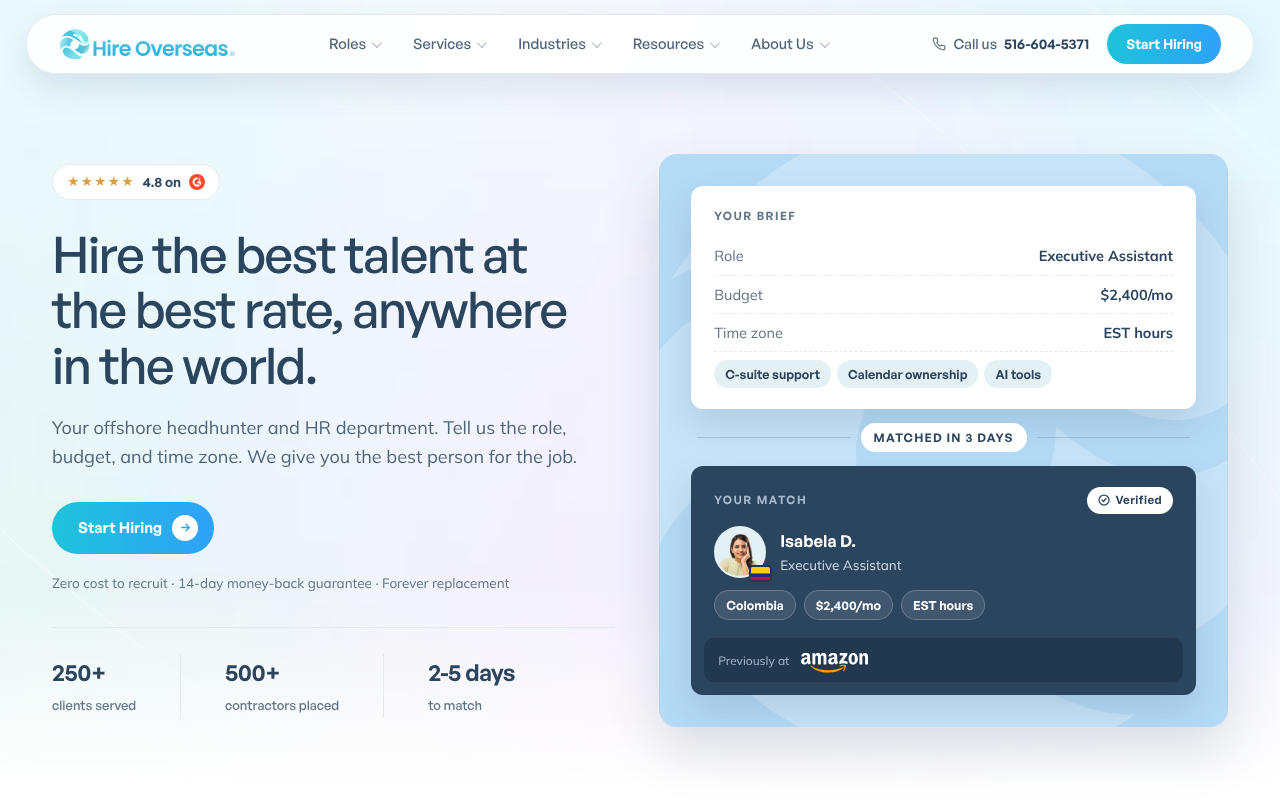 Hire Overseas
Roles
Services
Industries
Resources
About Us
Call us 516-604-5371
Start Hiring
★★★★★ 4.8 on
Hire the best talent at
the best rate, anywhere
in the world.
Your offshore headhunter and HR department. Tell us the role,
budget, and time zone. We give you the best person for the job.
Start Hiring
Zero cost to recruit · 14-day money-back guarantee · Forever replacement
250+
clients served
500+
contractors placed
2-5 days
to match
YOUR BRIEF
Role Executive Assistant
Budget $2,400/mo
Time zone EST hours
C-suite support Calendar ownership AI tools
MATCHED IN 3 DAYS
YOUR MATCH
Verified
Isabela D.
Executive Assistant
Colombia $2,400/mo EST hours
Previously at amazon